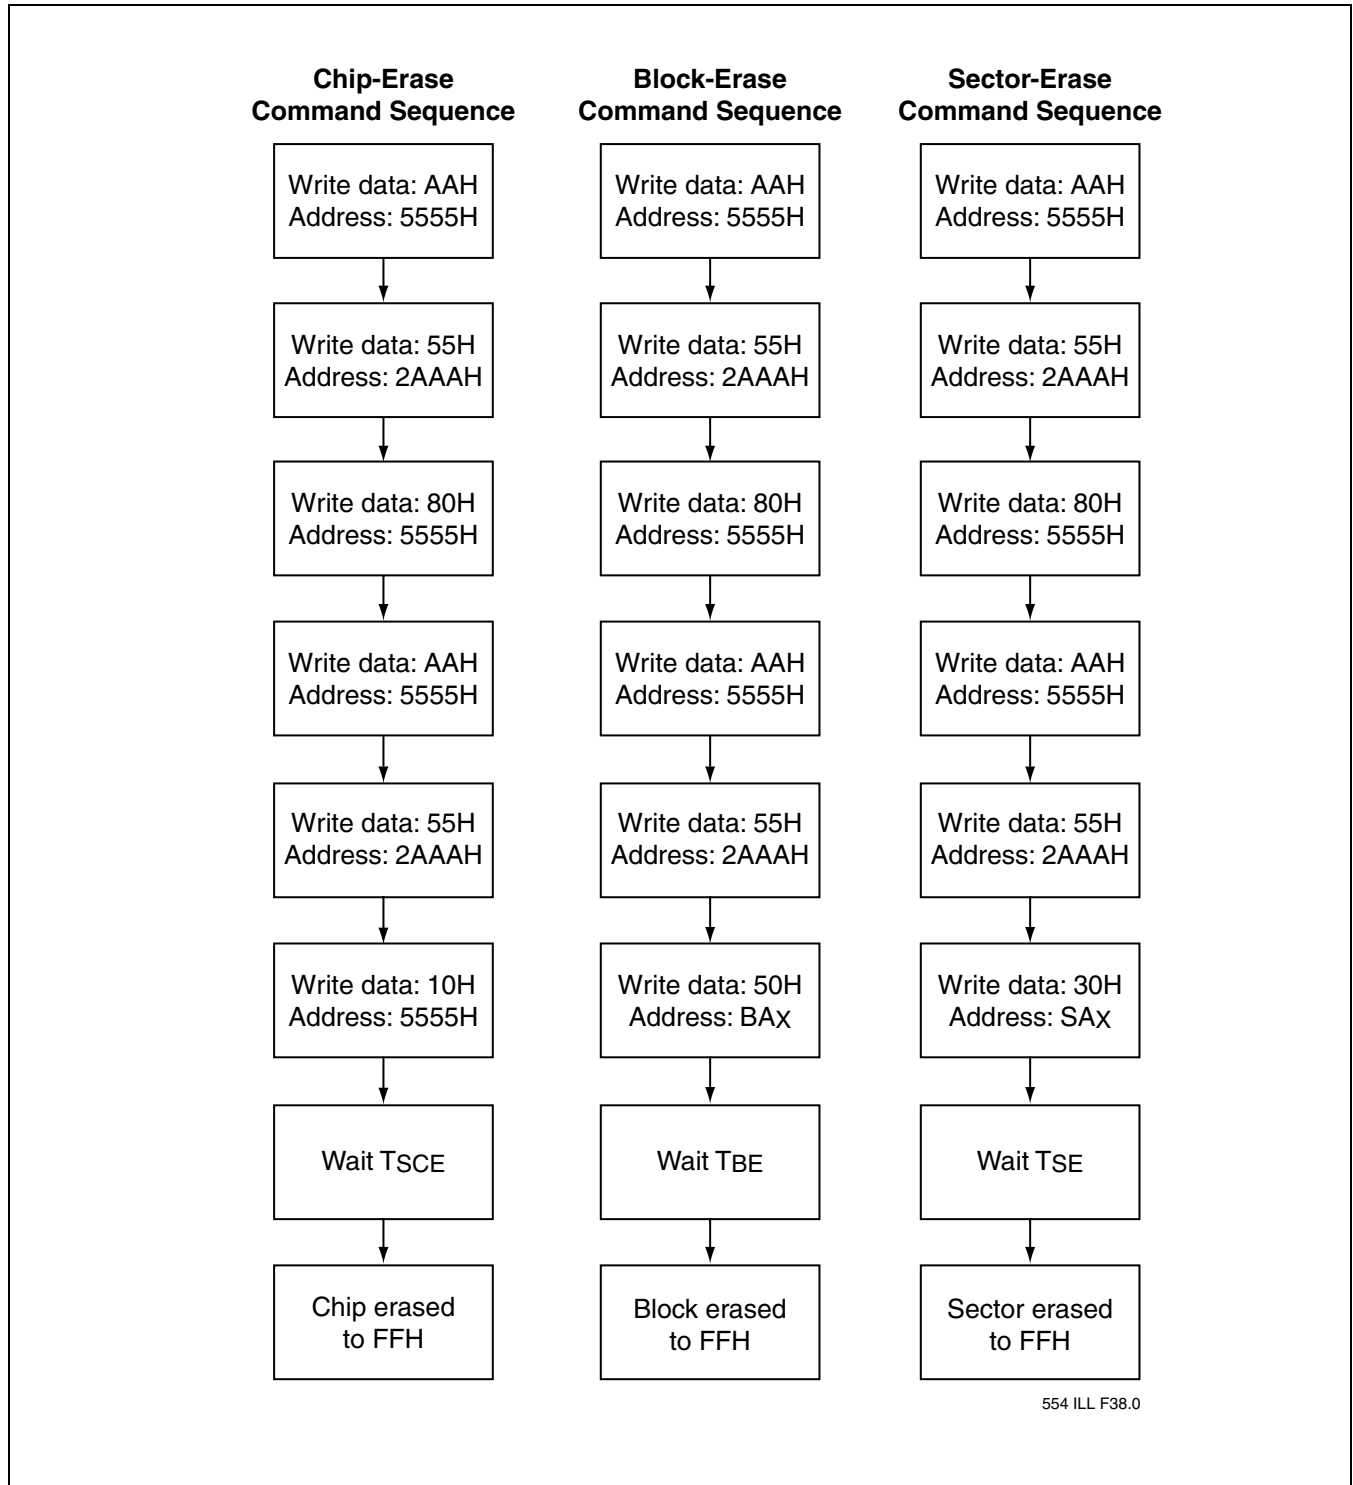 Chip-Erase
Command Sequence
Write data: AAH
Address: 5555H
Write data: 55H
Address: 2AAAH
Write data: 80H
Address: 5555H
Write data: AAH
Address: 5555H
Write data: 55H
Address: 2AAAH
Write data: 10H
Address: 5555H
Wait TSCE
Chip erased
to FFH
Block-Erase
Command Sequence
Write data: AAH
Address: 5555H
Write data: 55H
Address: 2AAAH
Write data: 80H
Address: 5555H
Write data: AAH
Address: 5555H
Write data: 55H
Address: 2AAAH
Write data: 50H
Address: BAX
Wait TBE
Block erased
to FFH
Sector-Erase
Command Sequence
Write data: AAH
Address: 5555H
Write data: 55H
Address: 2AAAH
Write data: 80H
Address: 5555H
Write data: AAH
Address: 5555H
Write data: 55H
Address: 2AAAH
Write data: 30H
Address: SAX
Wait TSE
Sector erased
to FFH
554 ILL F38.0